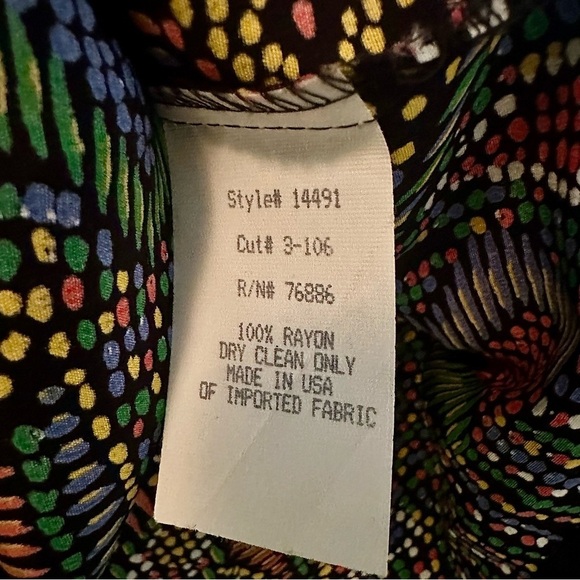 Style# 14491
Cut# 3-106
R/N# 76886
100% RAYON
DRY CLEAN ONLY
MADE IN USA
OF IMPORTED FABRIC